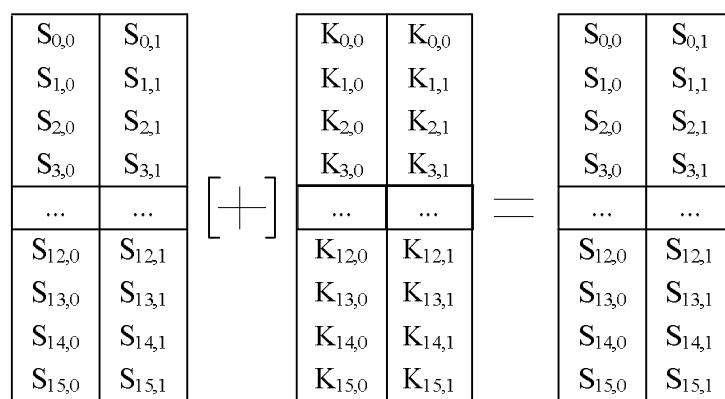 S0,0 S0,1 K0,0 K0,0 S0,0 S0,1
S1,0 S1,1 K1,0 K1,1 S1,0 S1,1
S2,0 S2,1 K2,0 K2,1 S2,0 S2,1
S3,0 S3,1 K3,0 K3,1 S3,0 S3,1
... ... [+] ... ... = ... ...
S12,0 S12,1 K12,0 K12,1 S12,0 S12,1
S13,0 S13,1 K13,0 K13,1 S13,0 S13,1
S14,0 S14,1 K14,0 K14,1 S14,0 S14,1
S15,0 S15,1 K15,0 K15,1 S15,0 S15,1